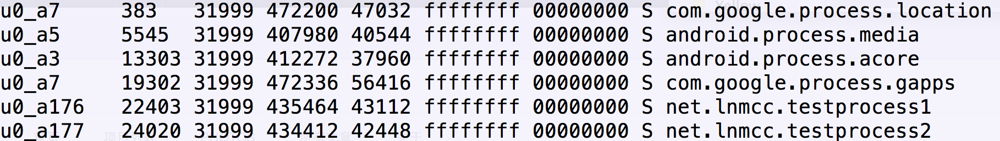 u0_a7 383 31999 472200 47032 ffffffff 00000000 S com.google.process.location
u0_a5 5545 31999 407980 40544 ffffffff 00000000 S android.process.media
u0_a3 13303 31999 412272 37960 ffffffff 00000000 S android.process.acore
u0_a7 19302 31999 472336 56416 ffffffff 00000000 S com.google.process.gapps
u0_a176 22403 31999 435464 43112 ffffffff 00000000 S net.lnmcc.testprocess1
u0_a177 24020 31999 434412 42448 ffffffff 00000000 S net.lnmcc.testprocess2